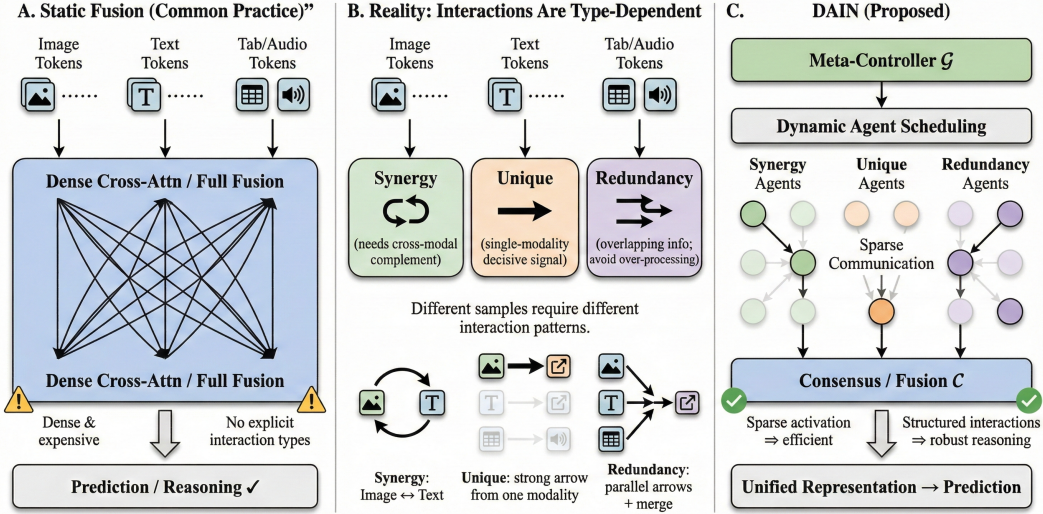 A. Static Fusion (Common Practice)”
Image
Tokens
Text
Tokens
Tab/Audio
Tokens
T
Dense Cross-Attn / Full Fusion
Dense Cross-Attn / Full Fusion
Dense &
expensive
No explicit
interaction types
Prediction / Reasoning ✓
B. Reality: Interactions Are Type-Dependent
Image
Tokens
Text
Tokens
Tab/Audio
Tokens
T
Synergy
(needs cross-modal
complement)
Unique
(single-modality
decisive signal)
Redundancy
(overlapping info;
avoid over-processing)
Different samples require different
interaction patterns.
T
T
T
Synergy:
Image ↔ Text
Unique: strong arrow
from one modality
Redundancy:
parallel arrows
+ merge
C. DAIN (Proposed)
Meta-Controller G
Dynamic Agent Scheduling
Synergy
Agents
Unique
Agents
Redundancy
Agents
Sparse
Communication
Consensus / Fusion C
Sparse activation
⇒ efficient
Structured interactions
⇒ robust reasoning
Unified Representation → Prediction